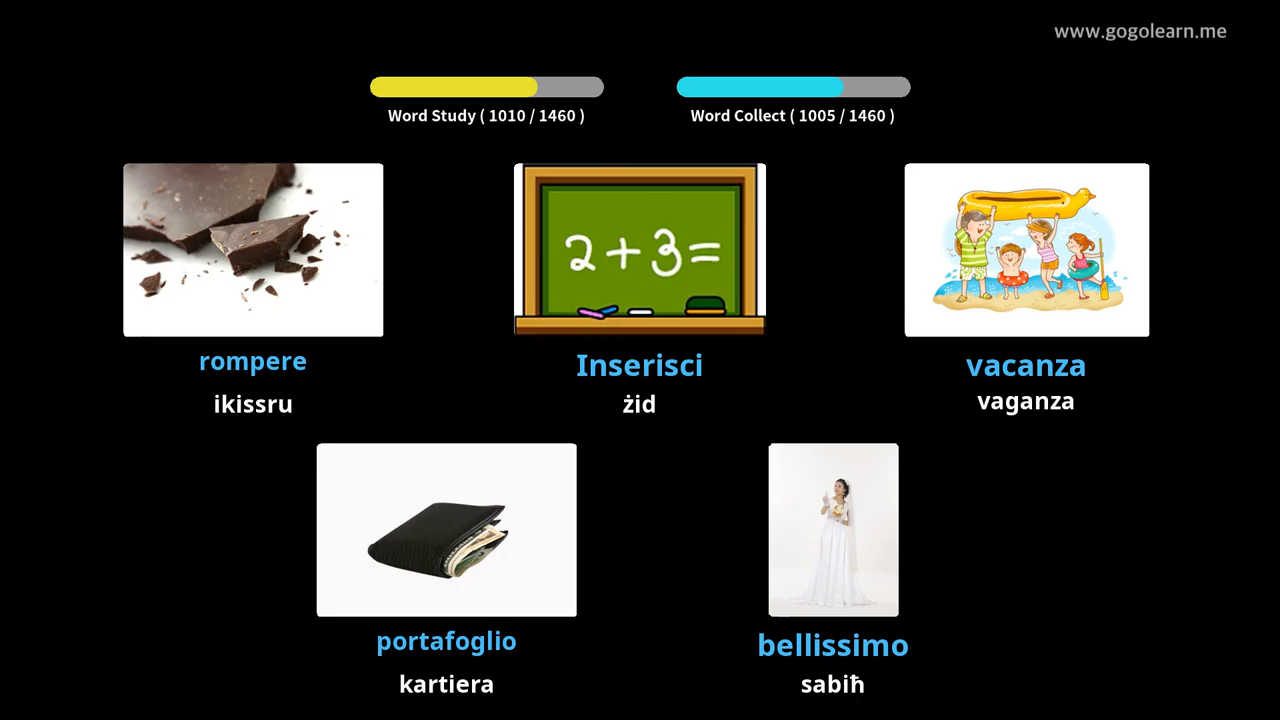 www.gogolearn.me
Word Study ( 1010 / 1460 )
Word Collect ( 1005 / 1460 )
2+3=
rompere
ikissru
Inserisci
żid
vacanza
vaganza
portafoglio
kartiera
bellissimo
sabiħ